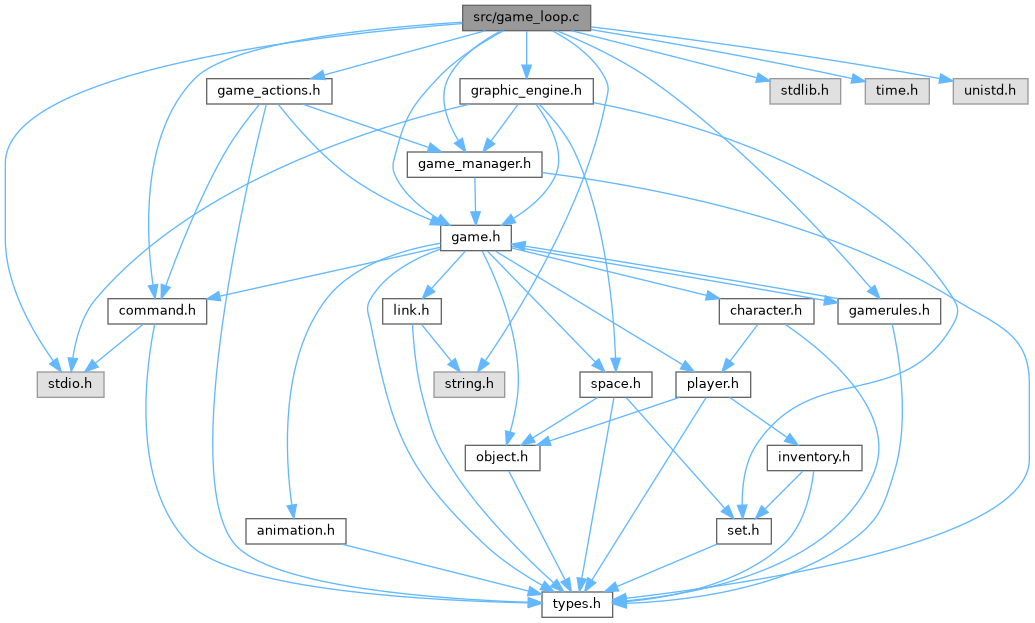 src/game_loop.c
game_actions.h
graphic_engine.h
stdlib.h
time.h
unistd.h
game_manager.h
game.h
command.h
link.h
character.h
gamerules.h
stdio.h
string.h
space.h
player.h
object.h
inventory.h
animation.h
set.h
types.h